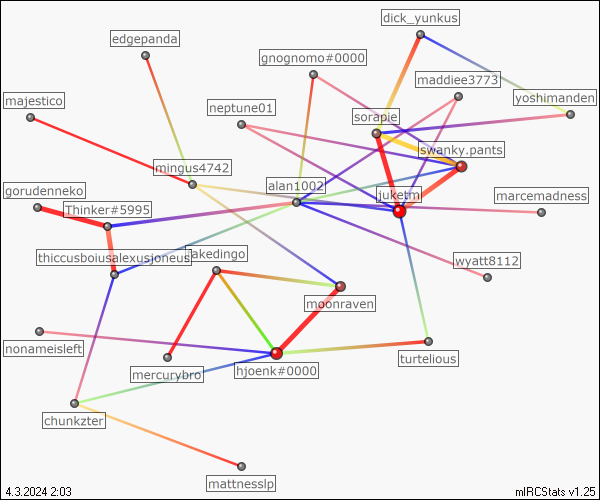 dick_yunkus
edgepanda
gnognomo#0000
maddiee3773
majestico
neptune01
yoshimanden
sorapie
swanky.pants
mingus4742
alan1002
gorudenneko
juketm
marcemadness
Thinker#5995
thiccusboiusalexusjoneus
akedingo
wyatt8112
moonraven
nonameisleft
mercurybro
hjoenk#0000
turtelious
chunkzter
mattnesslp
4.3.2024 2:03
mIRCStats v1.25